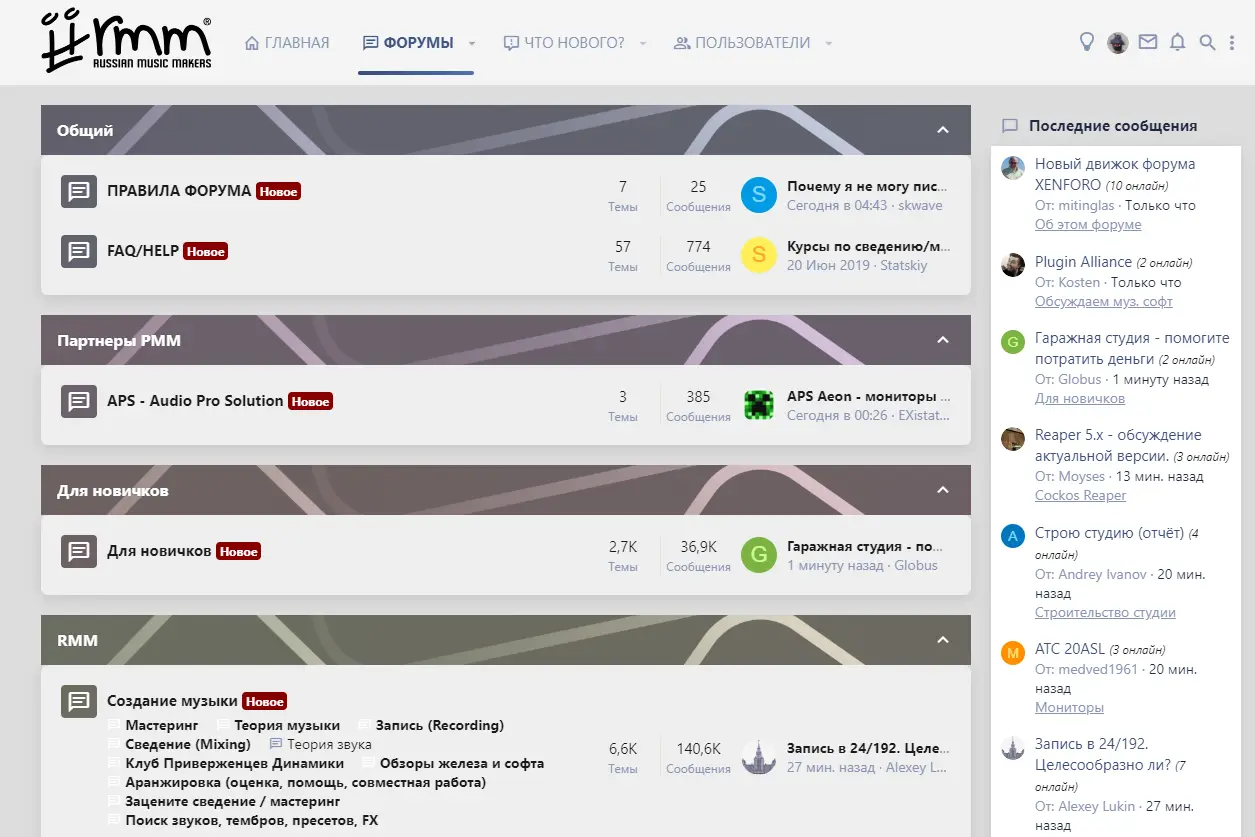 rmm®
RUSSIAN MUSIC MAKERS
ГЛАВНАЯ
ФОРУМЫ
ЧТО НОВОГО?
ПОЛЬЗОВАТЕЛИ
Общий
ПРАВИЛА ФОРУМА Новое
7
Темы
25
Сообщения
S
Почему я не могу пис...
Сегодня в 04:43 · skwave
FAQ/HELP Новое
57
Темы
774
Сообщения
S
Курсы по сведению/м...
20 Июн 2019 · Statskiy
Партнеры РММ
APS - Audio Pro Solution Новое
3
Темы
385
Сообщения
APS Aeon - мониторы ...
Сегодня в 00:26 · EXistat...
Для новичков
Для новичков Новое
2,7K
Темы
36,9K
Сообщения
G
Гаражная студия - по...
1 минуту назад · Globus
RMM
Создание музыки Новое
Мастеринг Теория музыки Запись (Recording)
Сведение (Mixing) Теория звука
Клуб Приверженцев Динамики Обзоры железа и софта
Аранжировка (оценка, помощь, совместная работа)
Зацените сведение / мастеринг
Поиск звуков, тембров, пресетов, FX
6,6K
Темы
140,6K
Сообщения
Запись в 24/192. Целе...
27 мин. назад · Alexey L...
Последние сообщения
Новый движок форума
XENFORO (10 онлайн)
От: mitinglas · Только что
Об этом форуме
Plugin Alliance (2 онлайн)
От: Kosten · Только что
Обсуждаем муз. софт
G
Гаражная студия - помогите
потратить деньги (2 онлайн)
От: Globus · 1 минуту назад
Для новичков
Reaper 5.x - обсуждение
актуальной версии. (3 онлайн)
От: Moyses · 13 мин. назад
Cockos Reaper
A
Строю студию (отчёт) (4
онлайн)
От: Andrey Ivanov · 20 мин.
назад
Строительство студии
M
ATC 20ASL (3 онлайн)
От: medved1961 · 20 мин.
назад
Мониторы
Запись в 24/192.
Целесообразно ли? (7
онлайн)
От: Alexey Lukin · 27 мин.
назад